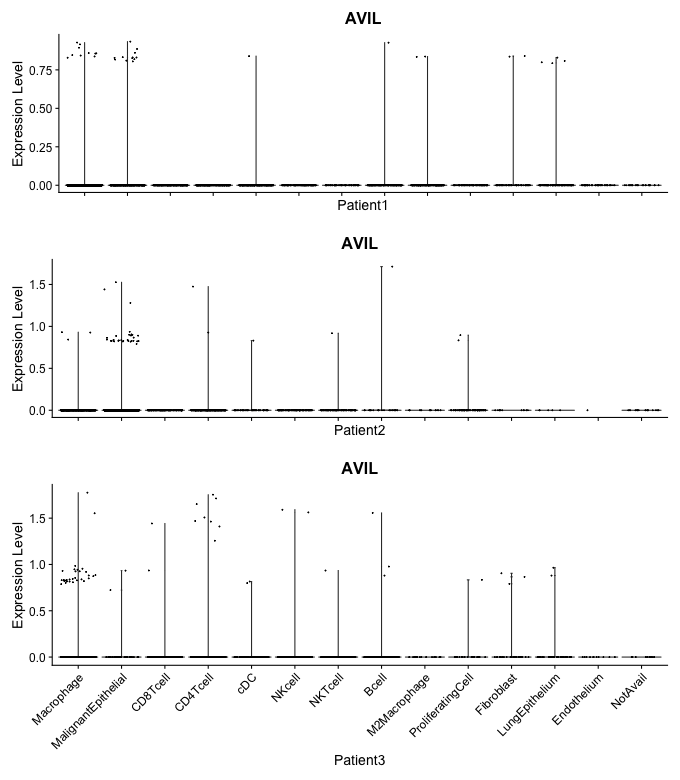 AVIL
Expression Level
0.75
0.50
0.25
0.00
Patient1
AVIL
Expression Level
1.5
1.0
0.5
0.0
Patient2
AVIL
Expression Level
1.5
1.0
0.5
0.0
Macrophage
MalignantEpithelial
CD8Tcell
CD4Tcell
cDC
NKcell
NKTcell
Bcell
M2Macrophage
ProliferatingCell
Fibroblast
LungEpithelium
Endothelium
NotAvail
Patient3